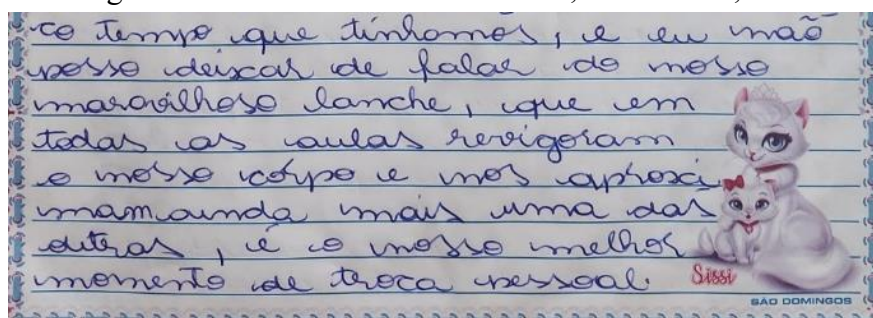 co tempo que tínhamos, e eu não
posso deixar de falar do nosso
maravilhoso lanche, que em
todas as aulas revigoram
o nosso corpo e nos aproxi
mam ainda mais uma das
outras, é o nosso melhor
momento de troca pessoal.
Sissi
SÃO DOMINGOS